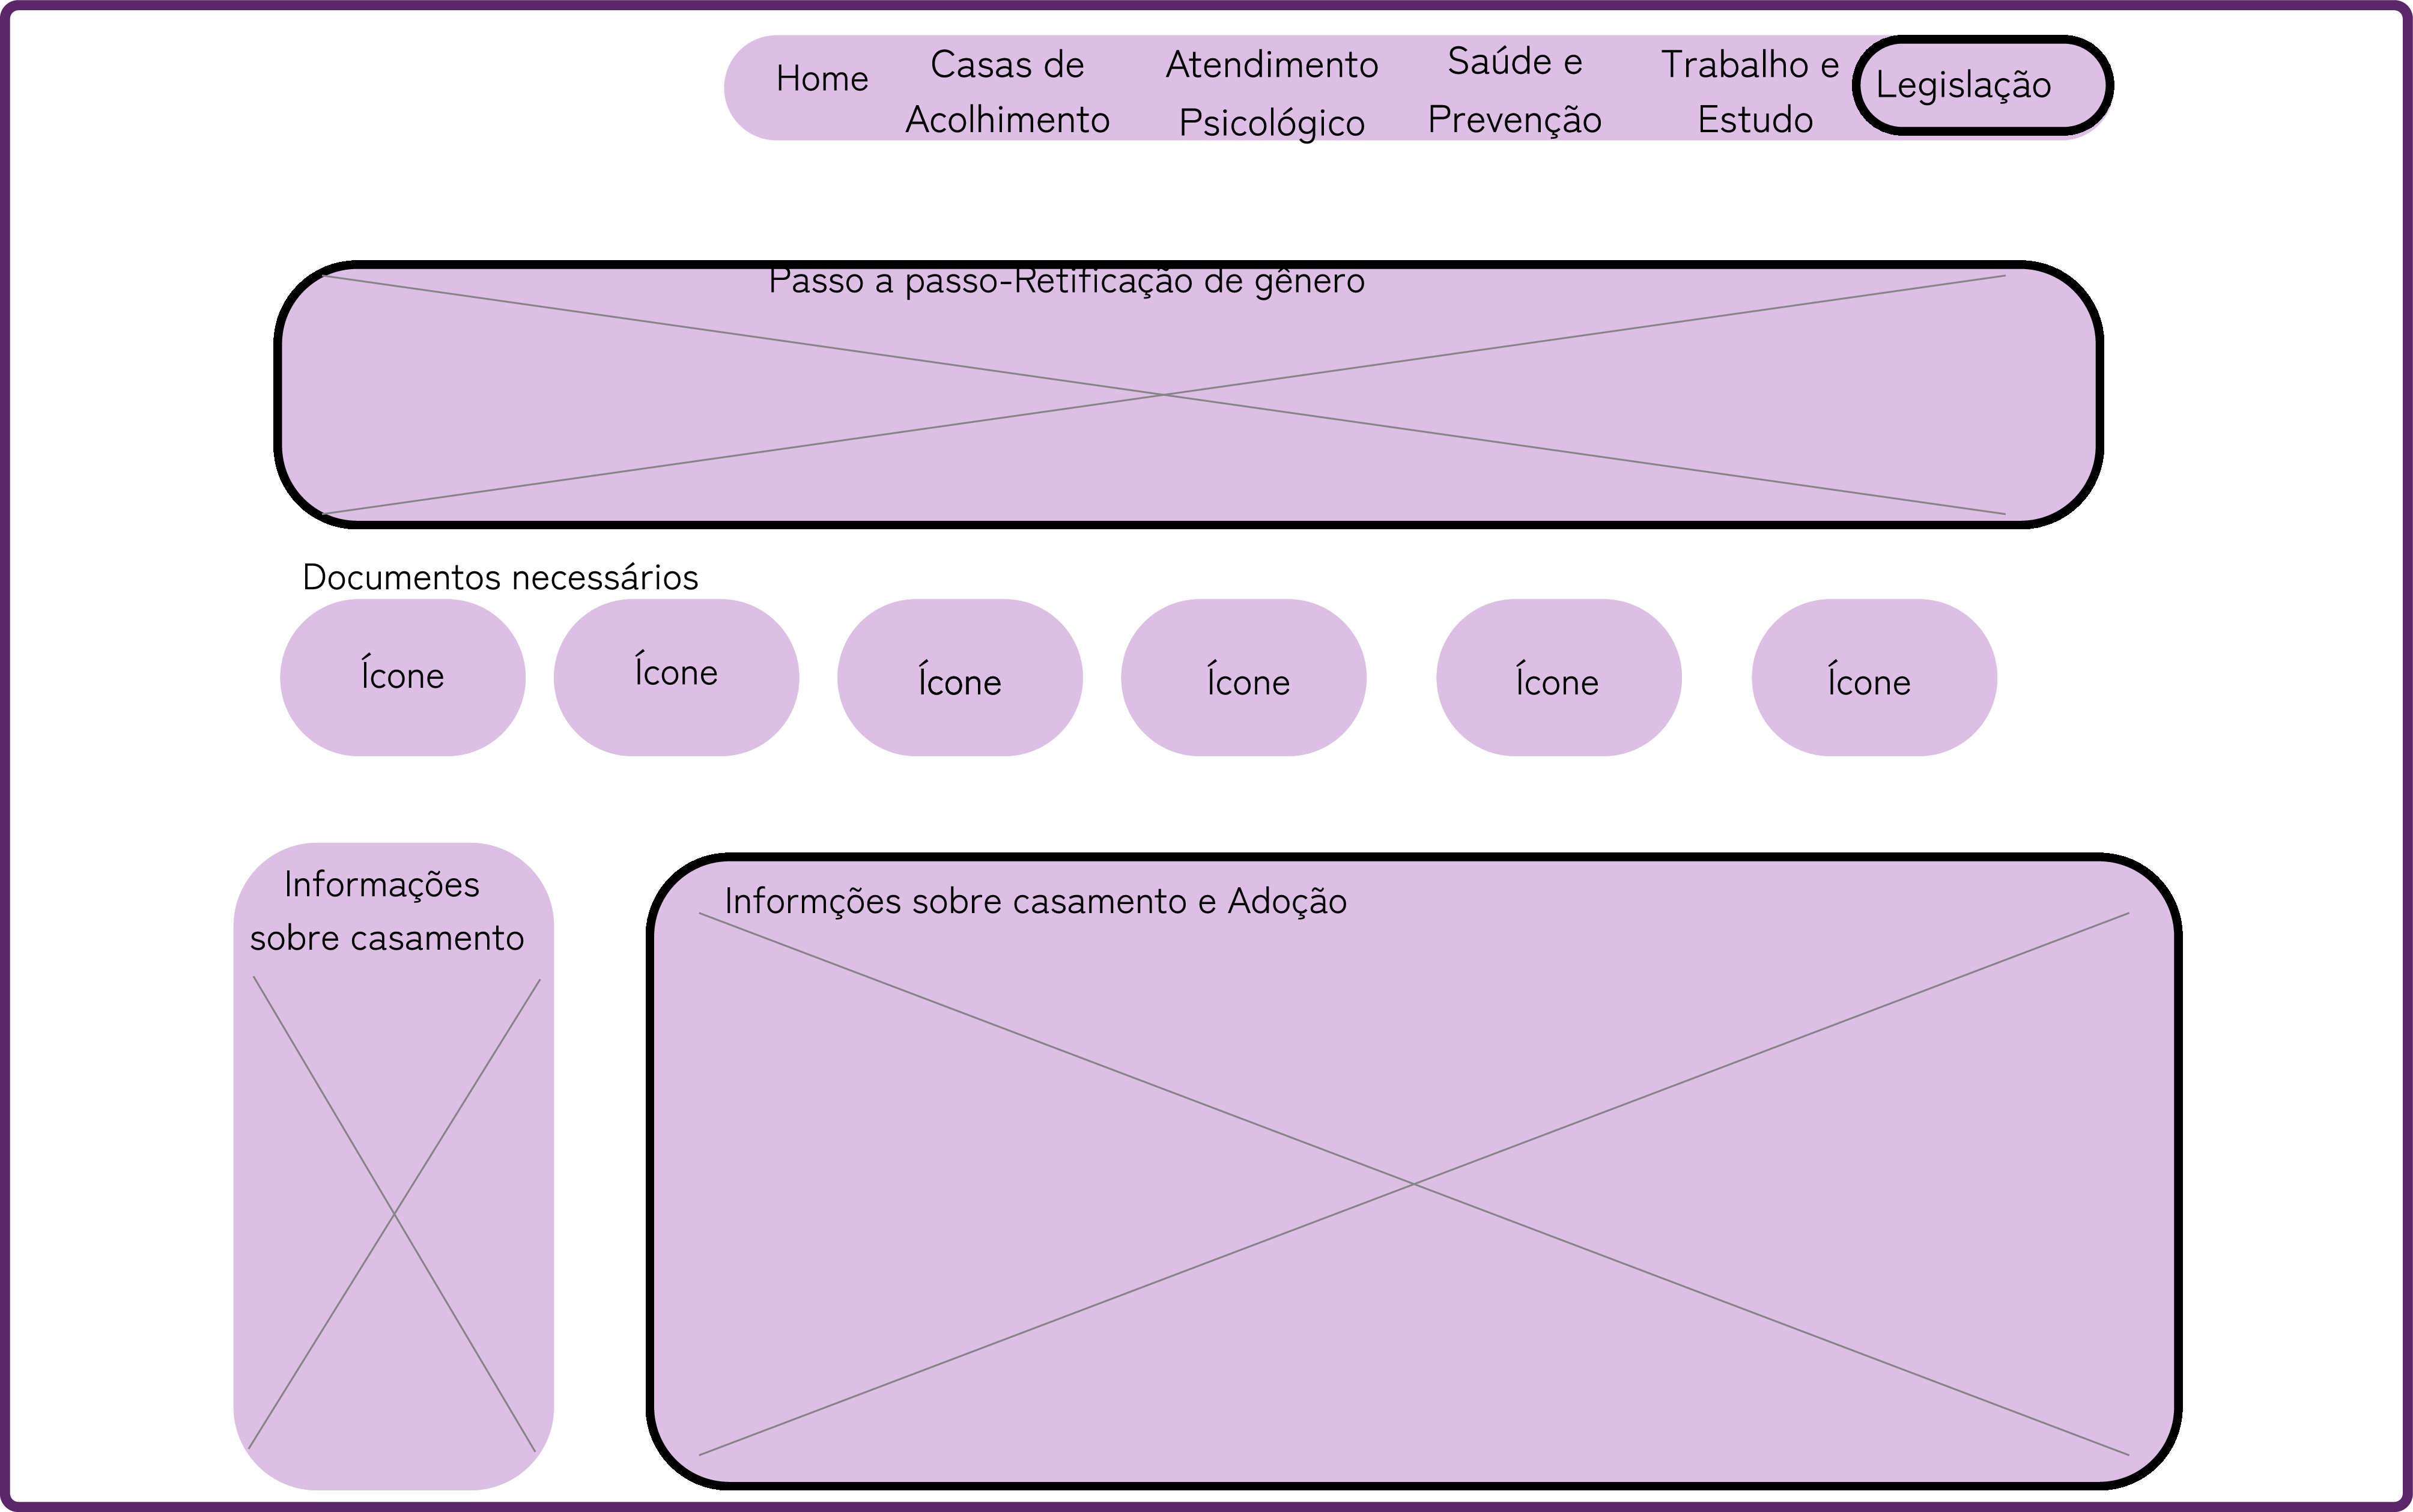 Home
Casas de
Acolhimento
Atendimento
Psicológico
Saúde e
Prevenção
Trabalho e
Estudo
Legislação
Passo a passo-Retificação de gênero
Documentos necessários
Ícone
Ícone
Ícone
Ícone
Ícone
Ícone
Informações
sobre casamento
Informções sobre casamento e Adoção